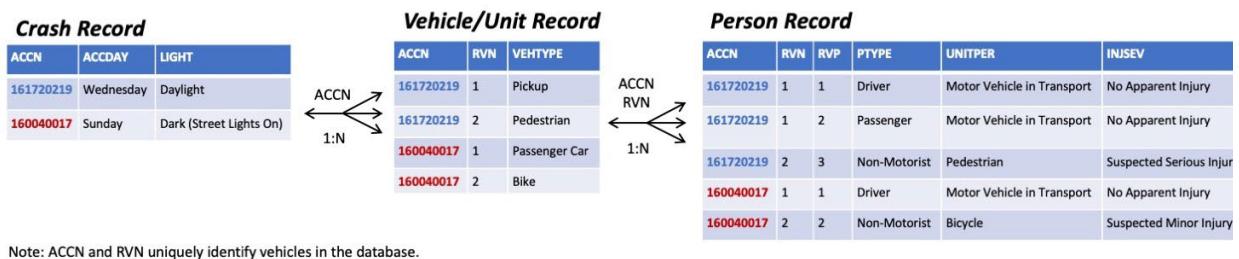 Crash Record
ACCN ACCDAY LIGHT
161720219 Wednesday Daylight
160040017 Sunday Dark (Street Lights On)
ACCN
1:N
Vehicle/Unit Record
ACCN RVN VEHTYPE
161720219 1 Pickup
161720219 2 Pedestrian
160040017 1 Passenger Car
160040017 2 Bike
ACCN
RVN
1:N
Person Record
ACCN RVN RVP PTYPE UNITPER INJSEV
161720219 1 1 Driver Motor Vehicle in Transport No Apparent Injury
161720219 1 2 Passenger Motor Vehicle in Transport No Apparent Injury
161720219 2 3 Non-Motorist Pedestrian Suspected Serious Injur
160040017 1 1 Driver Motor Vehicle in Transport No Apparent Injury
160040017 2 2 Non-Motorist Bicycle Suspected Minor Injury
Note: ACCN and RVN uniquely identify vehicles in the database.